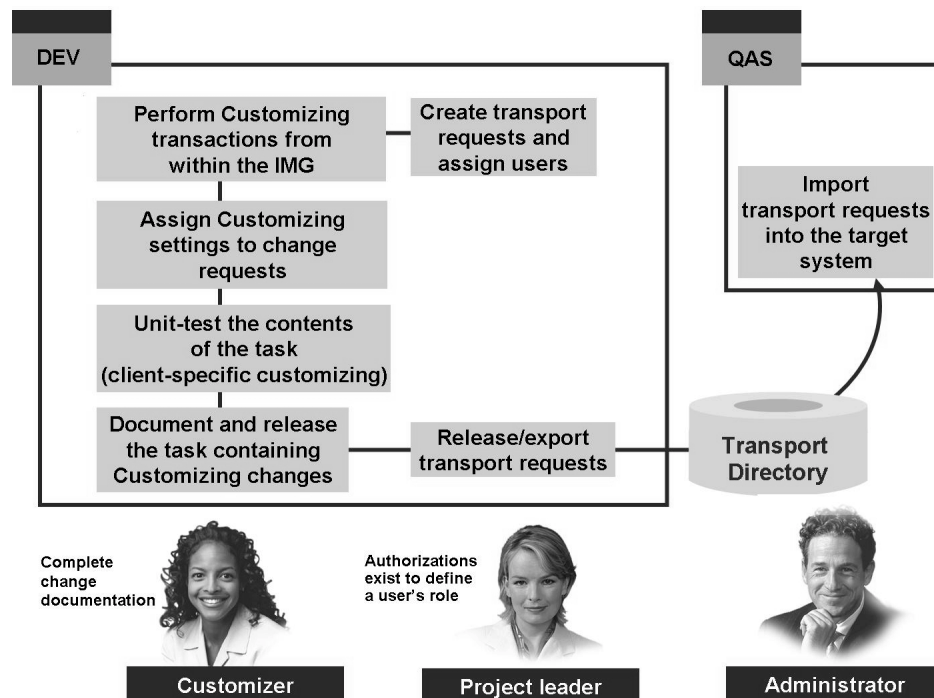 DEV
QAS
Perform Customizing
transactions from
within the IMG
Create transport
requests and
assign users
Assign Customizing
settings to change
requests
Unit-test the contents
of the task
(client-specific customizing)
Document and release
the task containing
Customizing changes
Release/export
transport requests
Import
transport requests
into the target
system
Transport
Directory
Complete
change
documentation
Authorizations
exist to define
a user's role
Customizer
Project leader
Administrator